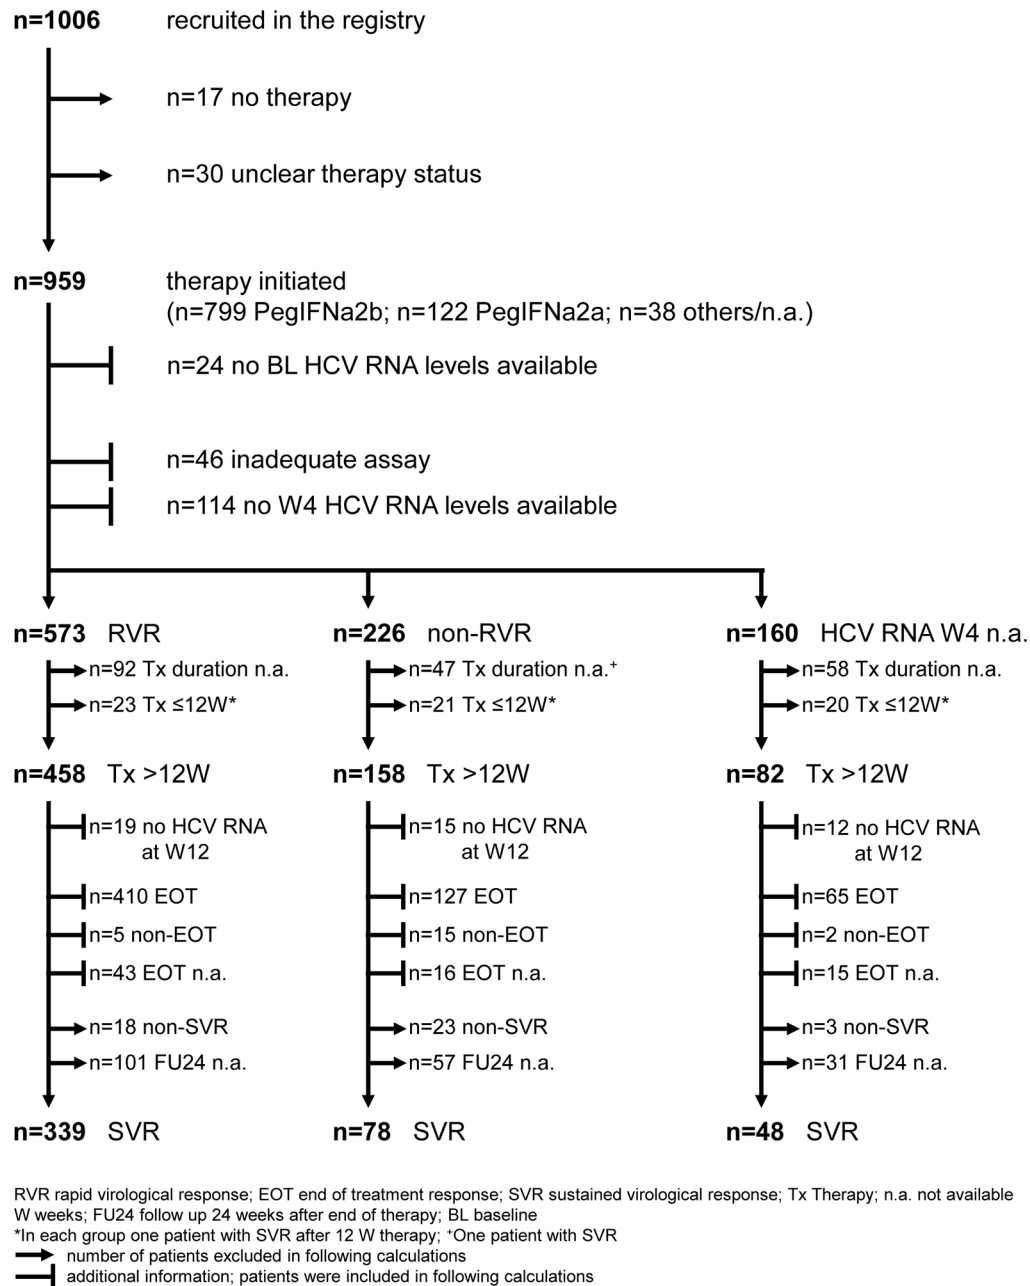 n=1006 recruited in the registry
n=17 no therapy
n=30 unclear therapy status
n=959 therapy initiated
(n=799 PegIFNa2b; n=122 PegIFNa2a; n=38 others/n.a.)
n=24 no BL HCV RNA levels available
n=46 inadequate assay
n=114 no W4 HCV RNA levels available
n=573 RVR
n=92 Tx duration n.a.
n=23 Tx ≤12W*
n=458 Tx >12W
n=19 no HCV RNA
at W12
n=410 EOT
n=5 non-EOT
n=43 EOT n.a.
n=18 non-SVR
n=101 FU24 n.a.
n=339 SVR
n=226 non-RVR
n=47 Tx duration n.a.⁺
n=21 Tx ≤12W*
n=158 Tx >12W
n=15 no HCV RNA
at W12
n=127 EOT
n=15 non-EOT
n=16 EOT n.a.
n=23 non-SVR
n=57 FU24 n.a.
n=78 SVR
n=160 HCV RNA W4 n.a.
n=58 Tx duration n.a.
n=20 Tx ≤12W*
n=82 Tx >12W
n=12 no HCV RNA
at W12
n=65 EOT
n=2 non-EOT
n=15 EOT n.a.
n=3 non-SVR
n=31 FU24 n.a.
n=48 SVR
RVR rapid virological response; EOT end of treatment response; SVR sustained virological response; Tx Therapy; n.a. not available
W weeks; FU24 follow up 24 weeks after end of therapy; BL baseline
*In each group one patient with SVR after 12 W therapy; ⁺One patient with SVR
number of patients excluded in following calculations
additional information; patients were included in following calculations